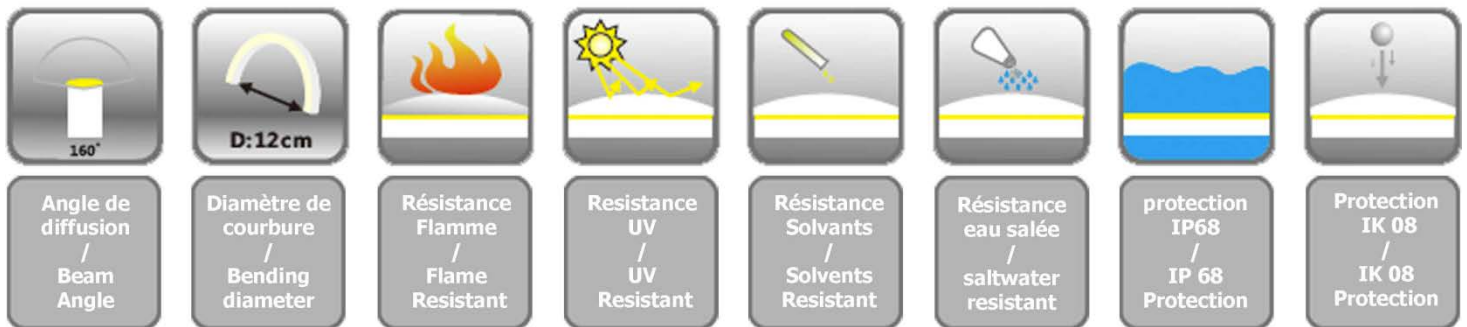 160°
D:12cm
Angle de
diffusion
/
Beam
Angle
Diamètre de
courbure
/
Bending
diameter
Résistance
Flamme
/
Flame
Resistant
Resistance
UV
/
UV
Resistant
Résistance
Solvants
/
Solvents
Resistant
Résistance
eau salée
/
saltwater
resistant
protection
IP68
/
IP 68
Protection
Protection
IK 08
/
IK 08
Protection